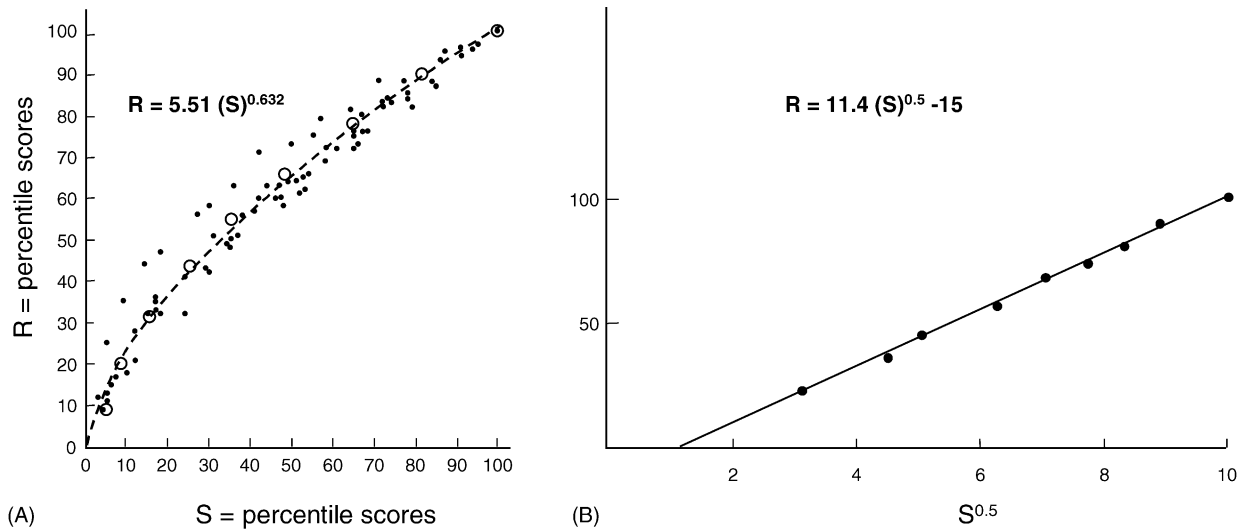 R = 5.51 (S)^0.632
R = percentile scores
100
90
80
70
60
50
40
30
20
10
0
0 10 20 30 40 50 60 70 80 90 100
(A) S = percentile scores
R = 11.4 (S)^0.5 -15
100
50
2 4 6 8 10
(B) S^0.5